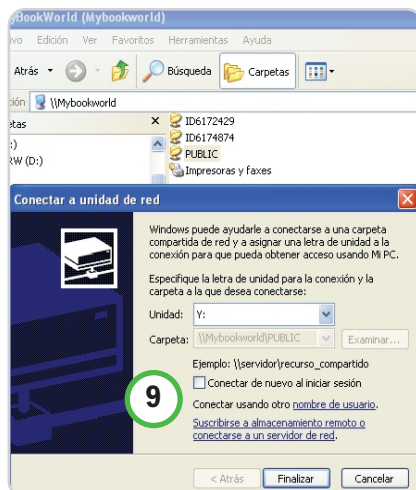 yBookWorld (Mybookworld)
ivo Edición Ver Favoritos Herramientas Ayuda
Atrás Búsqueda Carpetas
ción \\Mybookworld
etas ID6172429
:) ID6174874
RW (D:) PUBLIC
Impresoras y faxes
Conectar a unidad de red
Windows puede ayudarle a conectarse a una carpeta
compartida de red y a asignar una letra de unidad a la
conexión para que pueda obtener acceso usando Mi PC.
Especifique la letra de unidad para la conexión y la
carpeta a la que desea conectarse:
Unidad: Y:
Carpeta: \\Mybookworld\PUBLIC Examinar...
Ejemplo: \\servidor\recurso_compartido
Conectar de nuevo al iniciar sesión
9
Conectar usando otro nombre de usuario.
Suscribirse a almacenamiento remoto o
conectarse a un servidor de red.
< Atrás Finalizar Cancelar